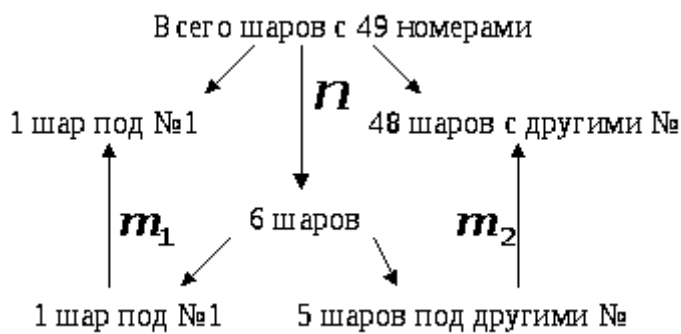 Всего шаров с 49 номерами
n
1 шар под №1
48 шаров с другими №
m₁
6 шаров
m₂
1 шар под №1
5 шаров под другими №